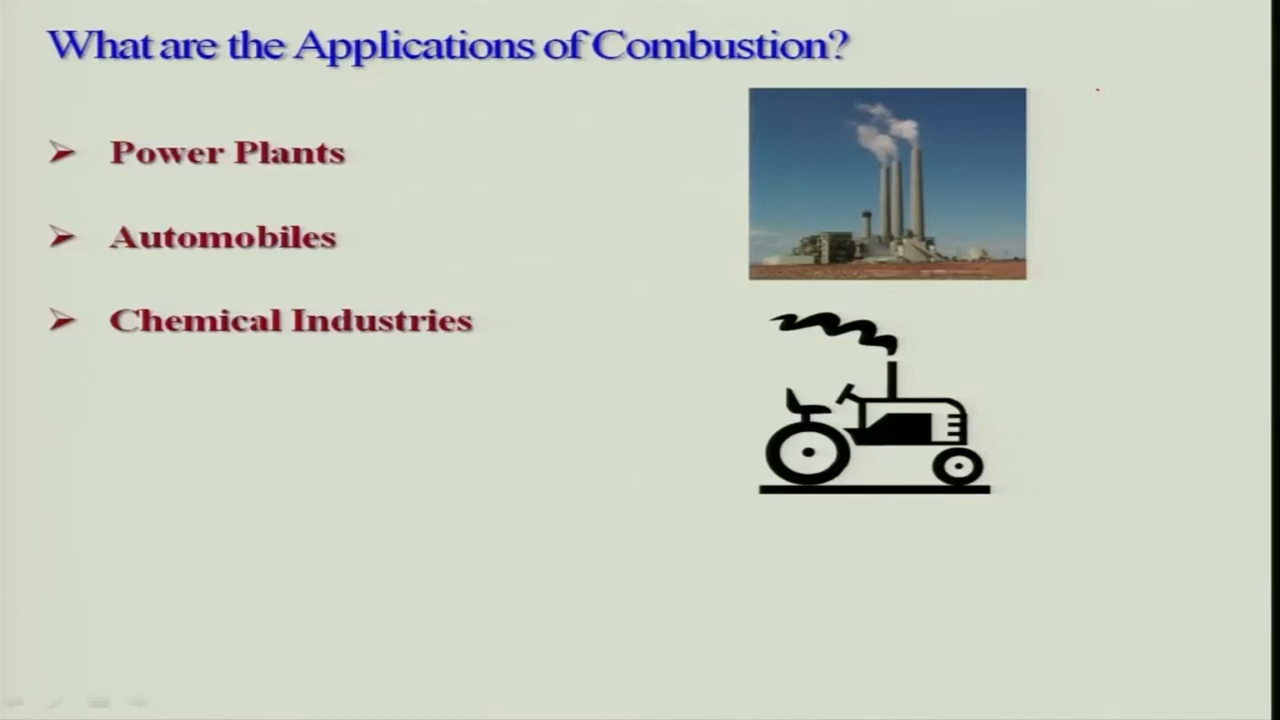 What are the Applications of Combustion?
Power Plants
Automobiles
Chemical Industries